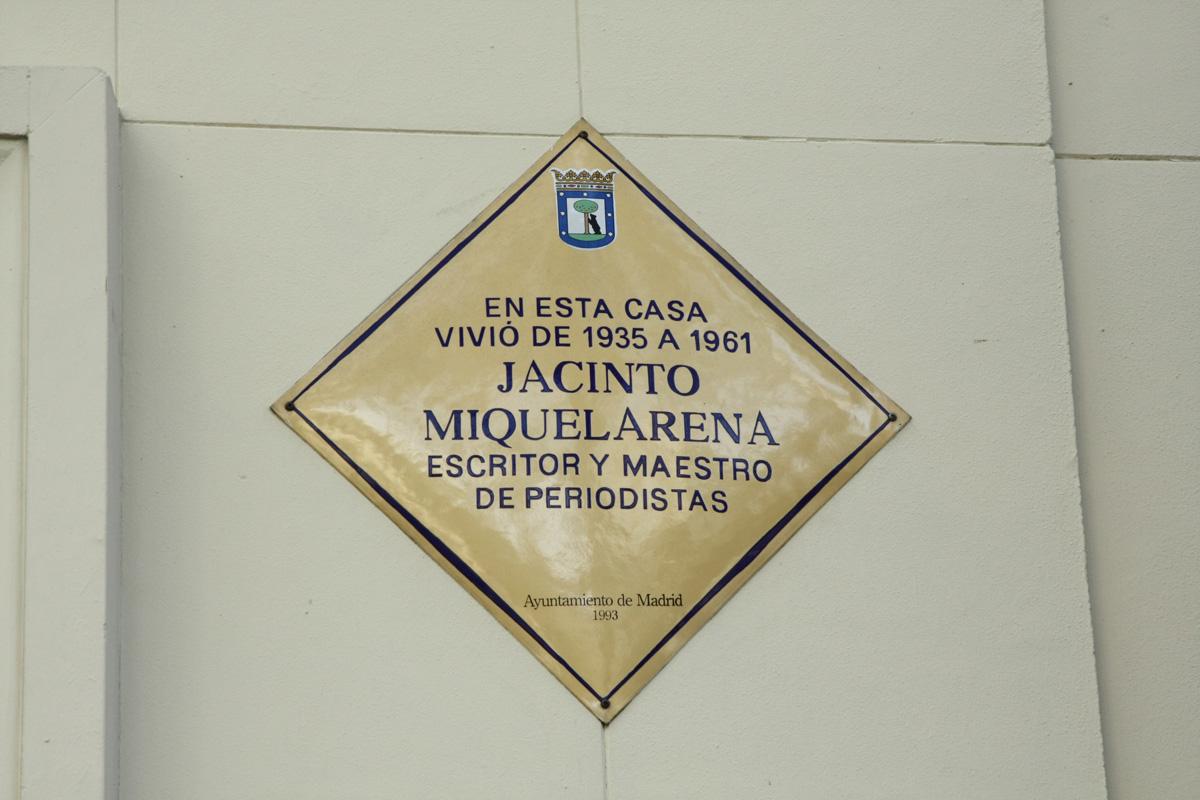 EN ESTA CASA
VIVIÓ DE 1935 A 1961
JACINTO
MIQUELARENA
ESCRITOR Y MAESTRO
DE PERIODISTAS
Ayuntamiento de Madrid
1993